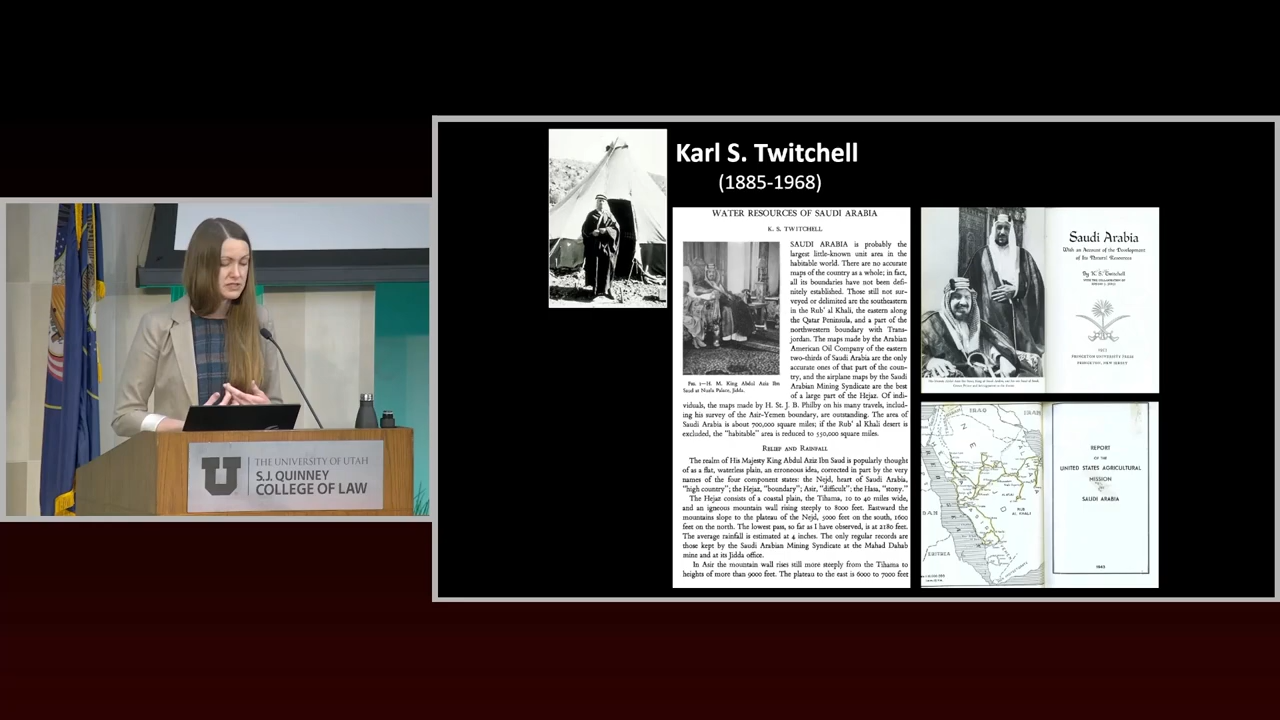 Karl S. Twitchell
(1885-1968)
WATER RESOURCES OF SAUDI ARABIA
K. S. TWITCHELL
SAUDI ARABIA is probably the
largest little-known unit area in the
habitable world. There are no accurate
maps of the country as a whole; in fact,
all its boundaries have not been defi-
nitely established. Those still not sur-
veyed or delimited are the southeastern
in the Rub' al Khali, the eastern along
the Qatar Peninsula, and a part of the
northwestern boundary with Trans-
jordan. The maps made by the Arabian
American Oil Company of the eastern
two-thirds of Saudi Arabia are the only
accurate ones of that part of the coun-
try, and the airplane maps by the Saudi
Arabian Mining Syndicate are the best
of a large part of the Hejaz. Of indi-
viduals, the maps made by H. St. J. B. Philby on his many travels, includ-
ing his survey of the Asir-Yemen boundary, are outstanding. The area of
Saudi Arabia is about 700,000 square miles; if the Rub' al Khali desert is
excluded, the "habitable" area is reduced to 550,000 square miles.
FIG. 1—H. M. King Abdul Aziz Ibn
Saud at Nazla Palace, Jidda.
RELIEF AND RAINFALL
The realm of His Majesty King Abdul Aziz Ibn Saud is popularly thought
of as a flat, waterless plain, an erroneous idea, corrected in part by the very
names of the four component states: the Nejd, heart of Saudi Arabia,
"high country"; the Hejaz, "boundary"; Asir, "difficult"; the Hasa, "stony."
The Hejaz consists of a coastal plain, the Tihama, 10 to 40 miles wide,
and an igneous mountain wall rising steeply to 8000 feet. Eastward the
mountains slope to the plateau of the Nejd, 5000 feet on the south, 1600
feet on the north. The lowest pass, so far as I have observed, is at 2180 feet.
The average rainfall is estimated at 4 inches. The only regular records are
those kept by the Saudi Arabian Mining Syndicate at the Mahad Dahab
mine and at its Jidda office.
In Asir the mountain wall rises still more steeply from the Tihama to
heights of more than 9000 feet. The plateau to the east is 6000 to 7000 feet
Saudi Arabia
With an Account of the Development
of Its Natural Resources
By K. S. Twitchell
WITH THE COLLABORATION OF
PRINCETON UNIVERSITY PRESS
PRINCETON, NEW JERSEY
IRAQ
IRAN
RUB
AL KHALI
ERITREA
REPORT
OF THE
UNITED STATES AGRICULTURAL
MISSION
TO
SAUDI ARABIA
1943
U
THE UNIVERSITY OF UTAH
S.J. QUINNEY
COLLEGE OF LAW